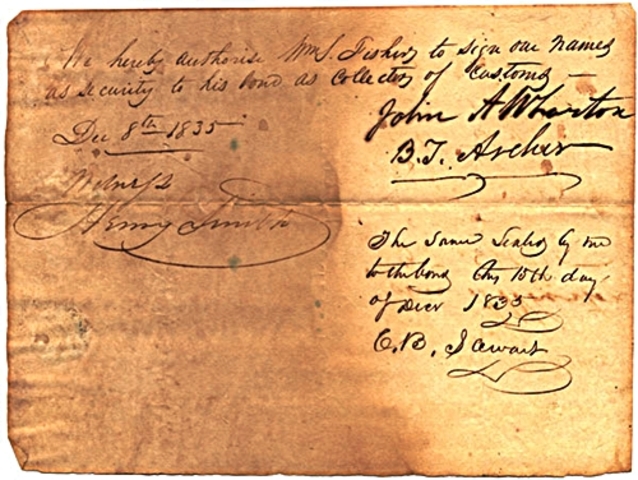 We hereby authorise Wm S. Fisher to sign our names
as security to his bond as Collector of Customs —
John A Wharton
Dec 8th 1835
B. T. Archer
Witness
Henry Smith
The same Sealed by me
to the bond this 15th day
of Decr 1835
C. B. Stewart